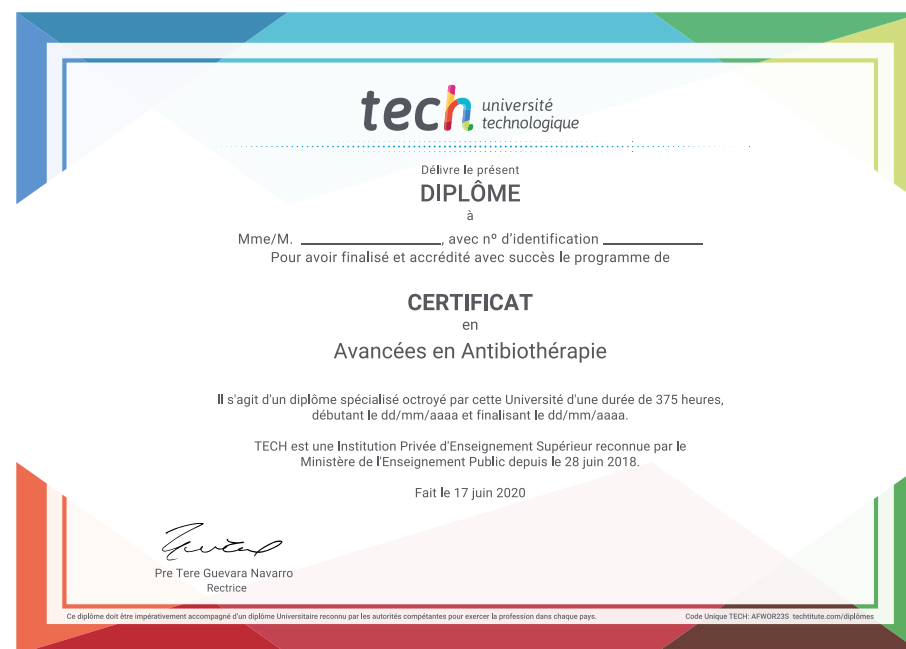 tech université
technologique
Délivre le présent
DIPLÔME
à
Mme/M. ____________________, avec nº d'identification ______________
Pour avoir finalisé et accrédité avec succès le programme de
CERTIFICAT
en
Avancées en Antibiothérapie
Il s'agit d'un diplôme spécialisé octroyé par cette Université d'une durée de 375 heures,
débutant le dd/mm/aaaa et finalisant le dd/mm/aaaa.
TECH est une Institution Privée d'Enseignement Supérieur reconnue par le
Ministère de l'Enseignement Public depuis le 28 juin 2018.
Fait le 17 juin 2020
Pre Tere Guevara Navarro
Rectrice
Ce diplôme doit être impérativement accompagné d'un diplôme Universitaire reconnu par les autorités compétantes pour exercer la profession dans chaque pays.
Code Unique TECH: AFWOR23S techtitute.com/diplômes